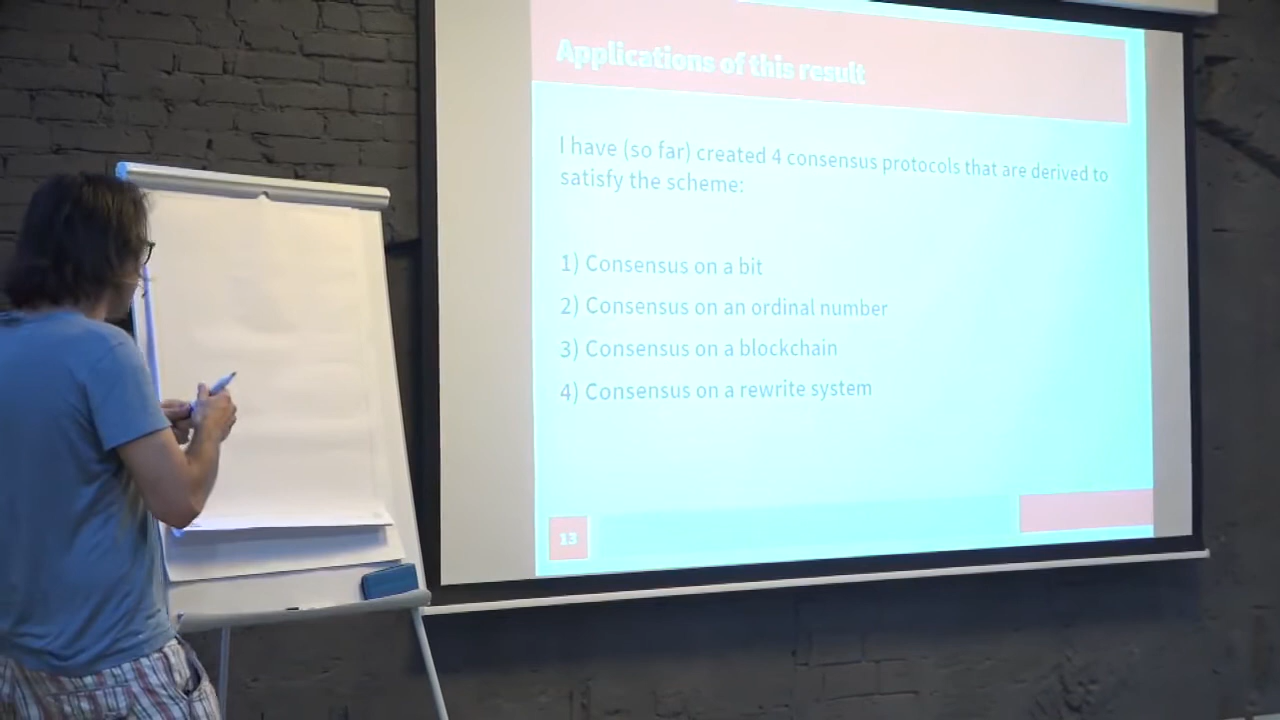 Applications of this result
I have (so far) created 4 consensus protocols that are derived to
satisfy the scheme:
1) Consensus on a bit
2) Consensus on an ordinal number
3) Consensus on a blockchain
4) Consensus on a rewrite system
13